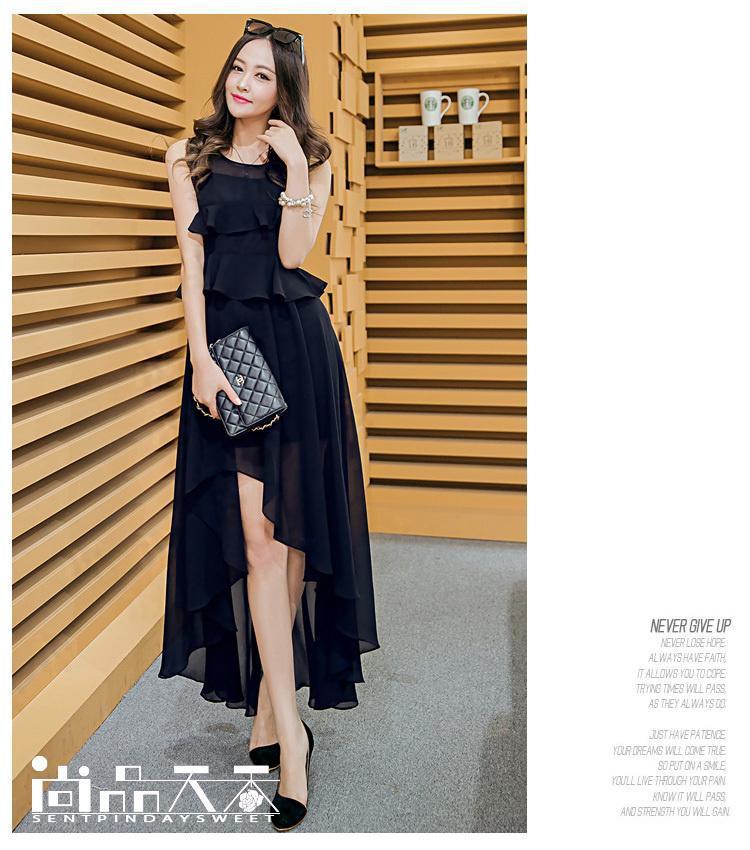 NEVER GIVE UP
NEVER LOSE HOPE.
ALWAYS HAVE FAITH,
IT ALLOWS YOU TO COPE.
TRYING TIMES WILL PASS,
AS THEY ALWAYS DO.
JUST HAVE PATIENCE,
YOUR DREAMS WILL COME TRUE.
SO PUT ON A SMILE,
YOU'LL LIVE THROUGH YOUR PAIN.
KNOW IT WILL PASS,
AND STRENGTH YOU WILL GAIN.
尚品天天
SENTPINDAYSWEET